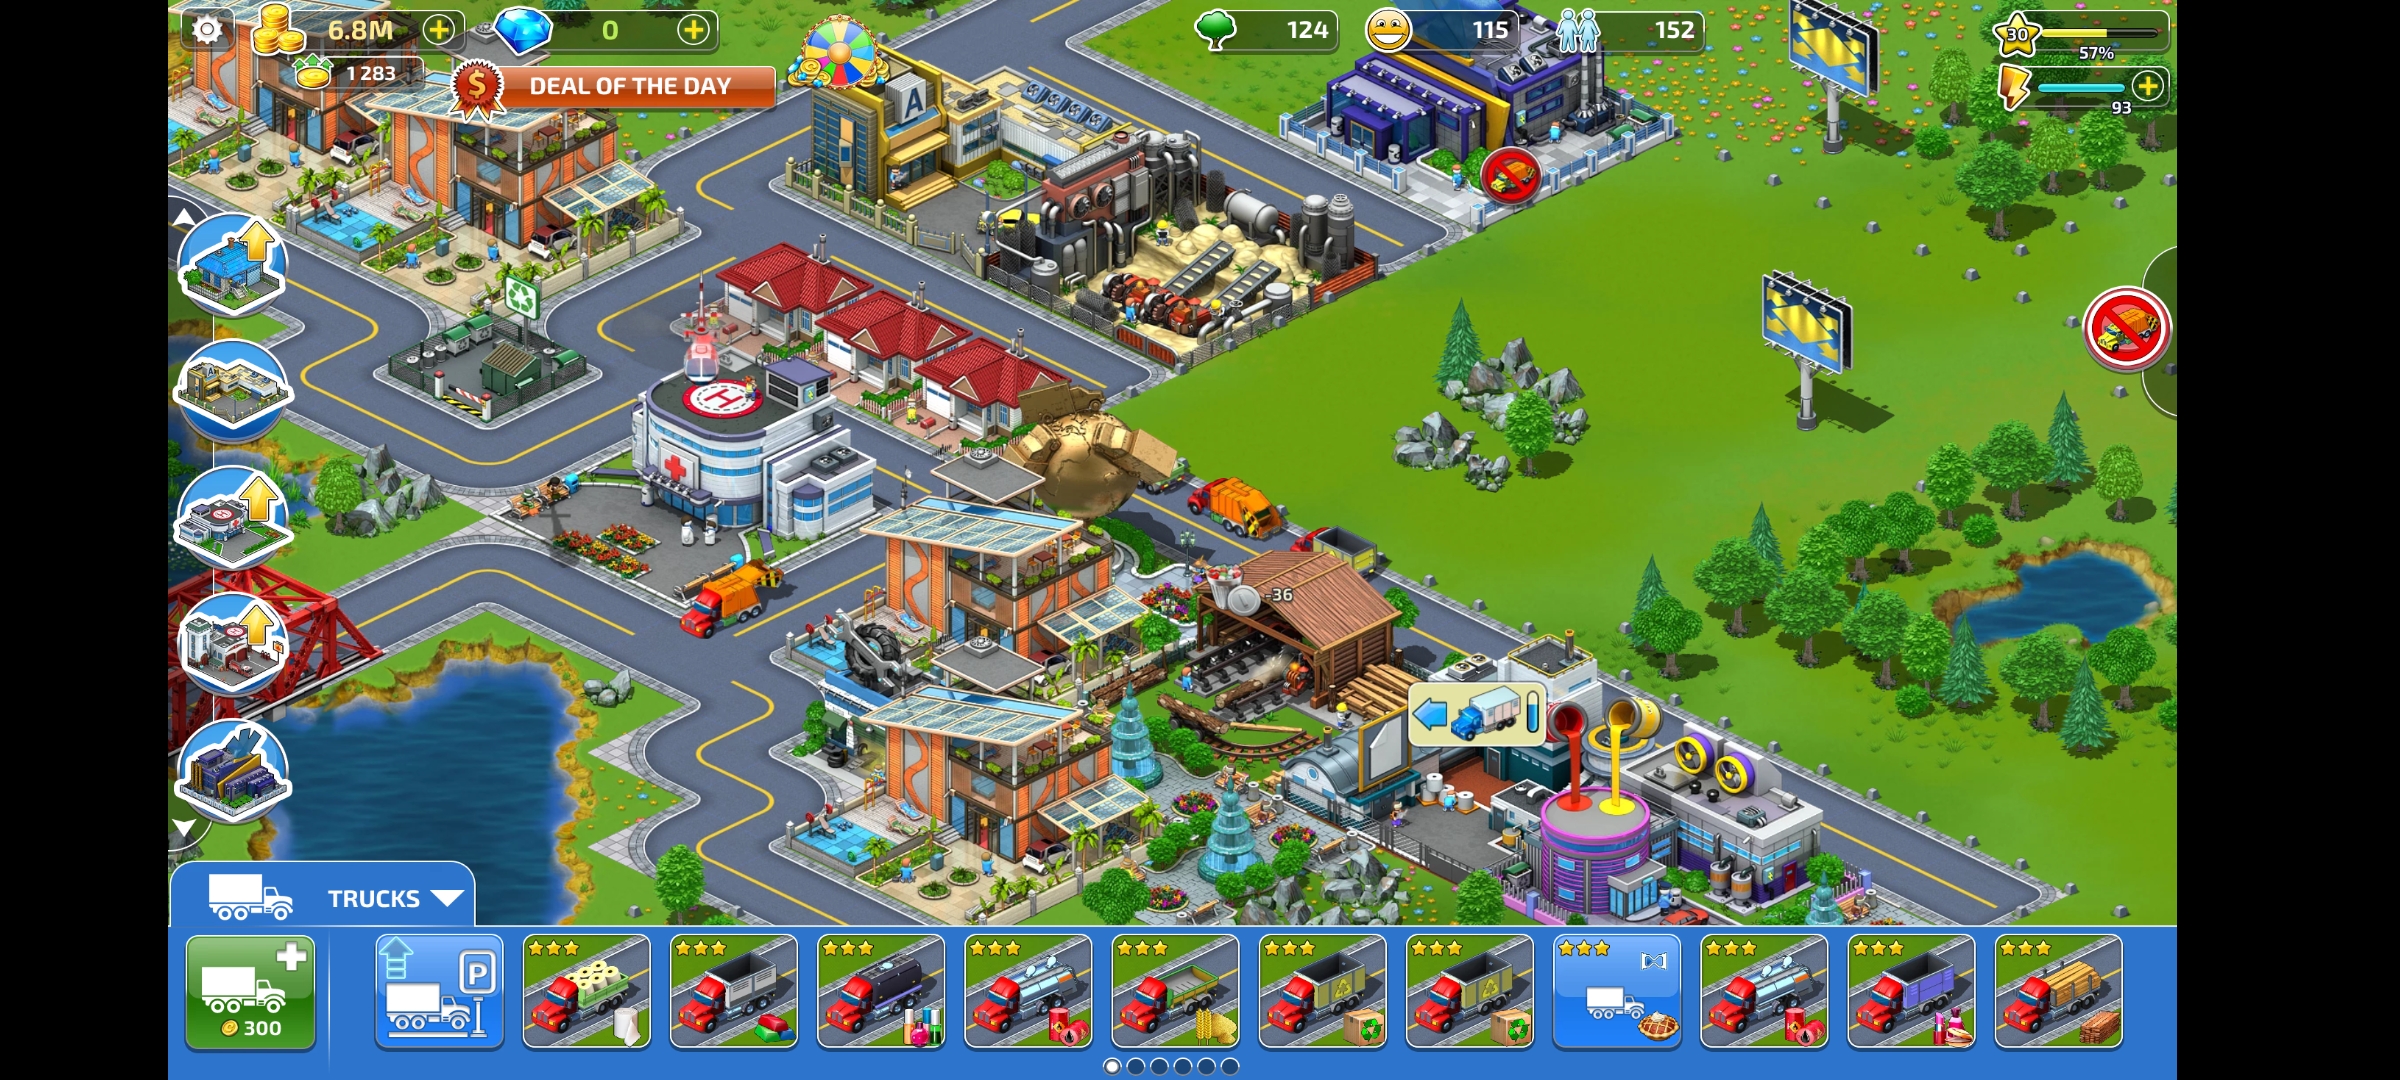 6.8M
0
124
115
152
30
57%
1 283
DEAL OF THE DAY
93
A
H
-36
TRUCKS
P
300